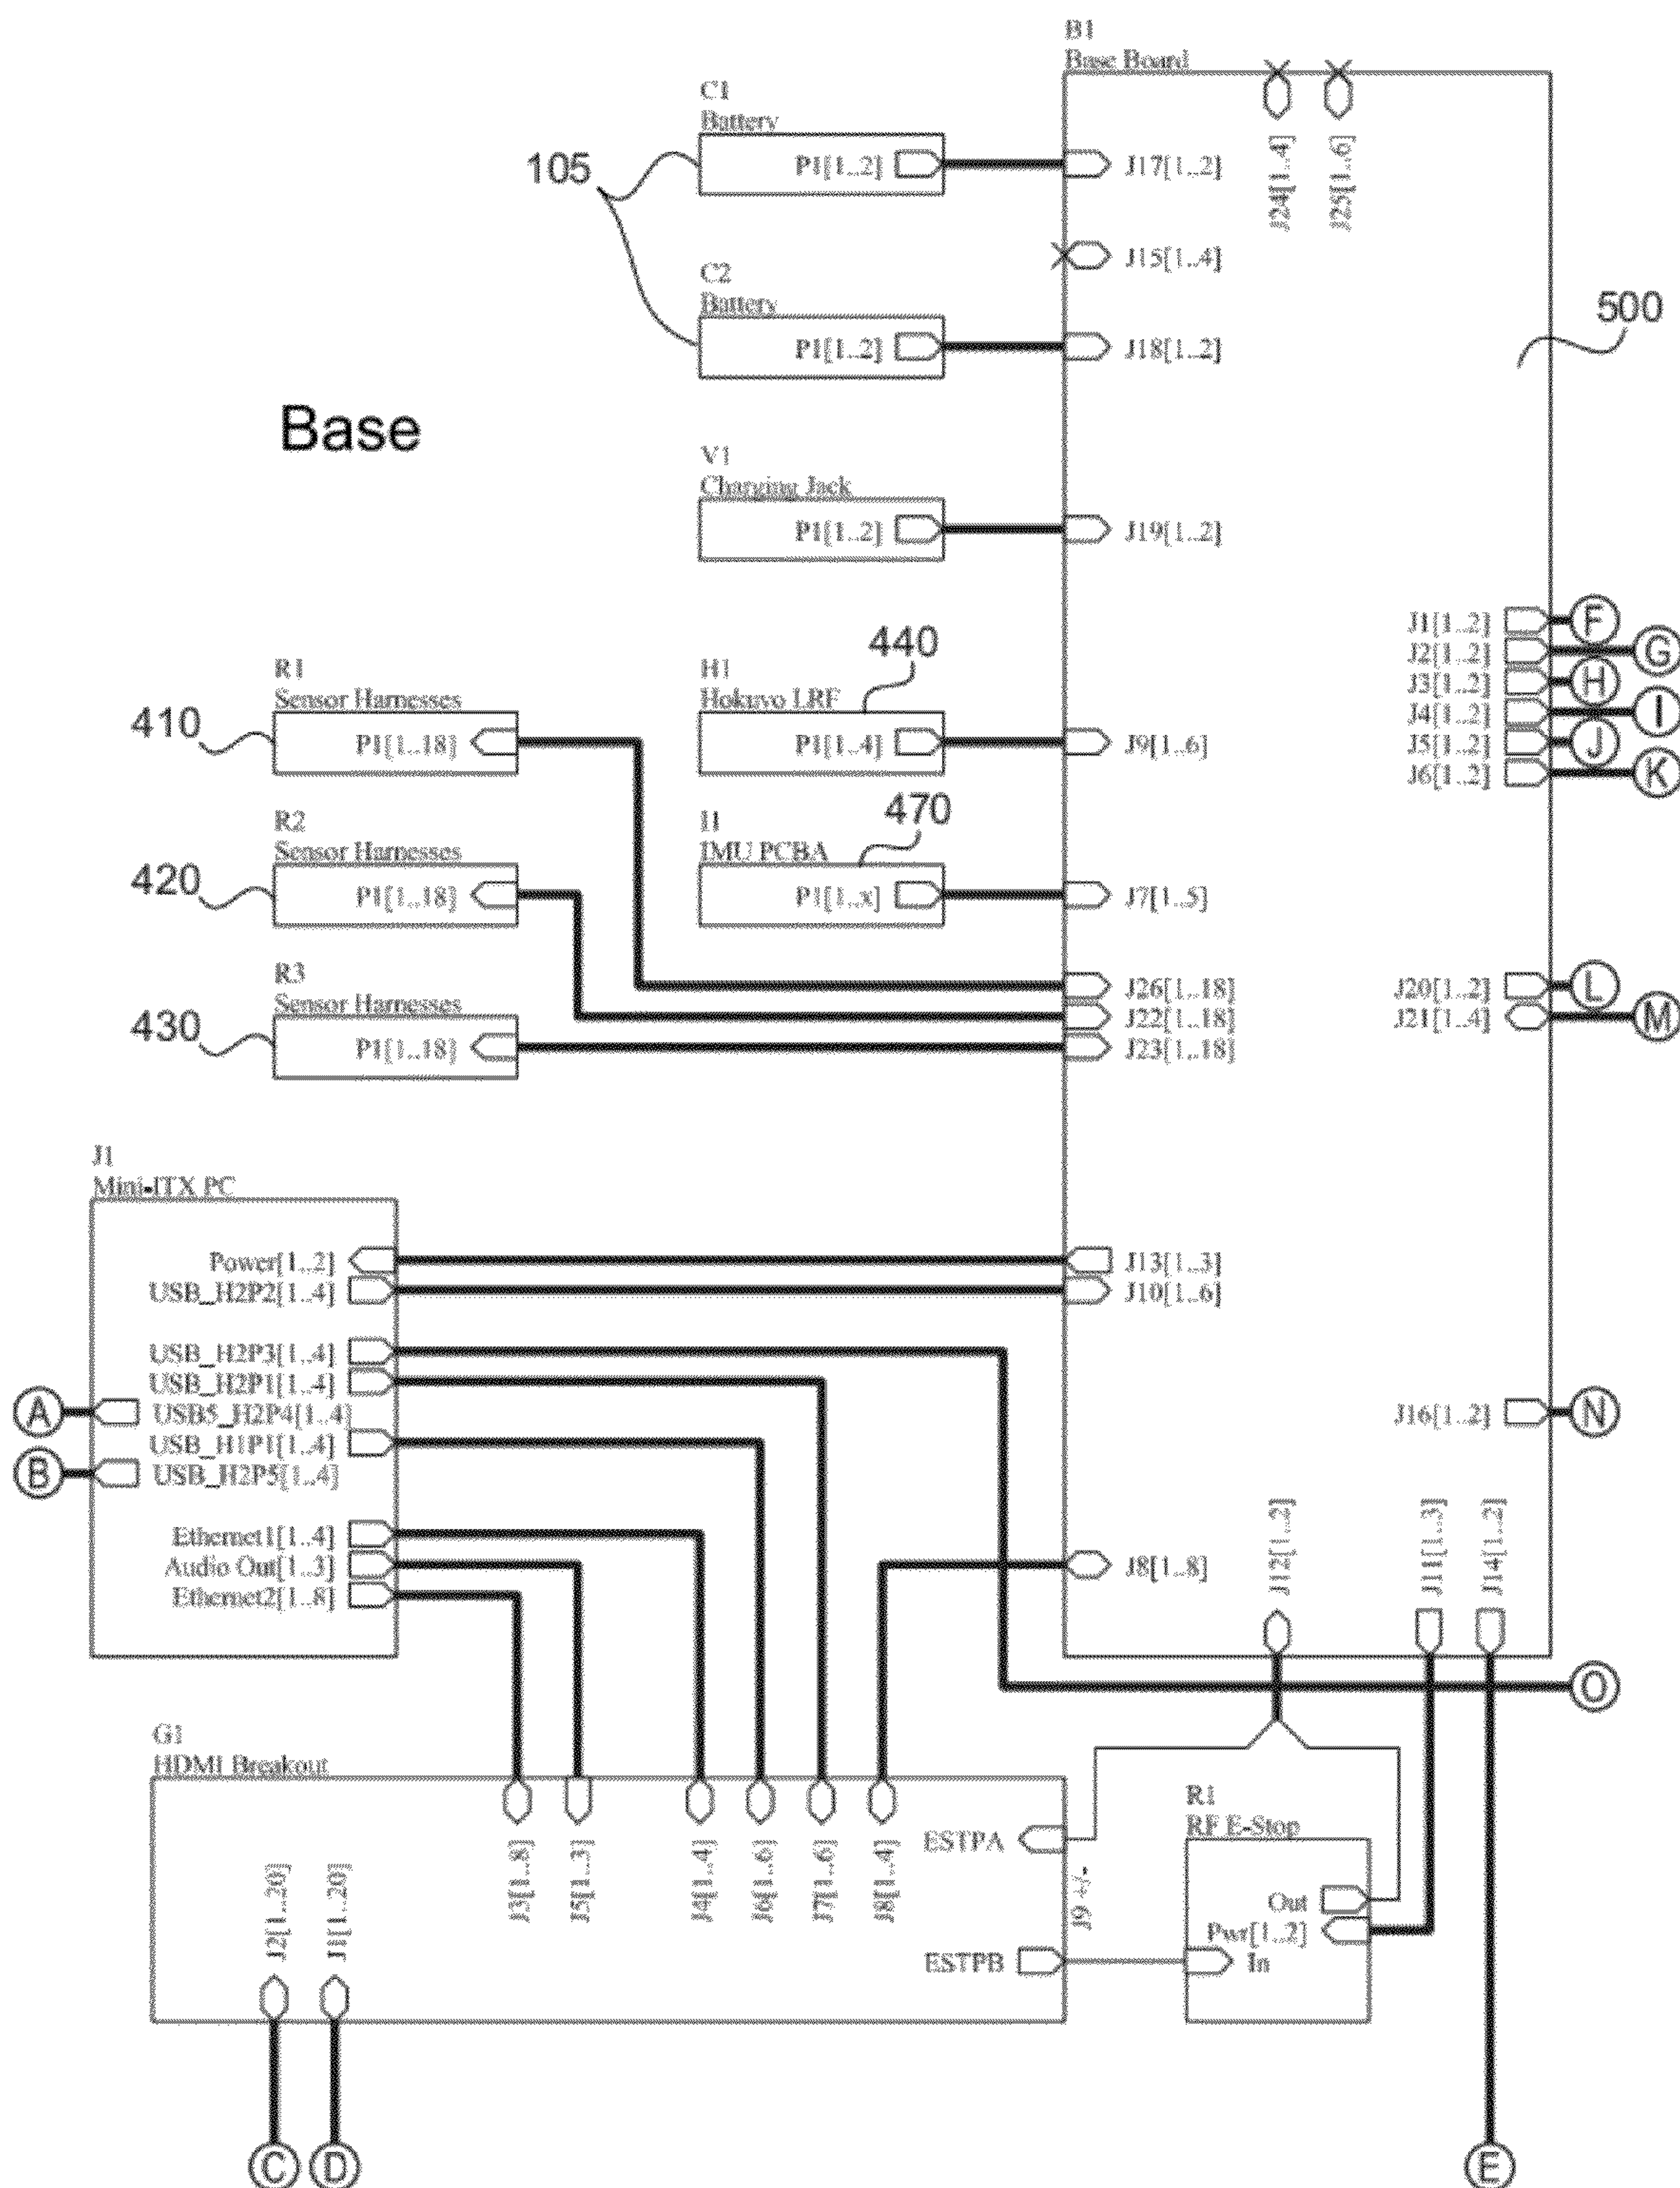 B1
Base Board
C1
Battery
P1[1..2]
J17[1..2]
J24[1..4]
J25[1..6]
105
J15[1..4]
C2
Battery
P1[1..2]
J18[1..2]
500
Base
V1
Charging Jack
P1[1..2]
J19[1..2]
J1[1..2]
F
J2[1..2]
G
J3[1..2]
H
J4[1..2]
I
J5[1..2]
J
J6[1..2]
K
440
R1
Sensor Harnesses
410
P1[1..18]
H1
Hokuyo LRF
P1[1..4]
J9[1..6]
470
R2
Sensor Harnesses
420
P1[1..18]
I1
IMU PCBA
P1[1..x]
J7[1..5]
R3
Sensor Harnesses
430
P1[1..18]
J26[1..18]
J22[1..18]
J23[1..18]
J20[1..2]
L
J21[1..4]
M
J1
Mini-ITX PC
Power[1..2]
J13[1..3]
USB_H2P2[1..4]
J10[1..6]
USB_H2P3[1..4]
USB_H2P1[1..4]
A
USB5_H2P4[1..4]
USB_H1P1[1..4]
B
USB_H2P5[1..4]
J16[1..2]
N
Ethernet1[1..4]
Audio Out[1..3]
Ethernet2[1..8]
J8[1..8]
J12[1..2]
J11[1..3]
J14[1..2]
O
G1
HDMI Breakout
J3[1..8]
J5[1..3]
J4[1..4]
J6[1..6]
J7[1..6]
J8[1..4]
ESTPA
J9 +/-
ESTPB
J2[1..20]
J1[1..20]
R1
RF E-Stop
Out
Pwr[1..2]
In
C
D
E